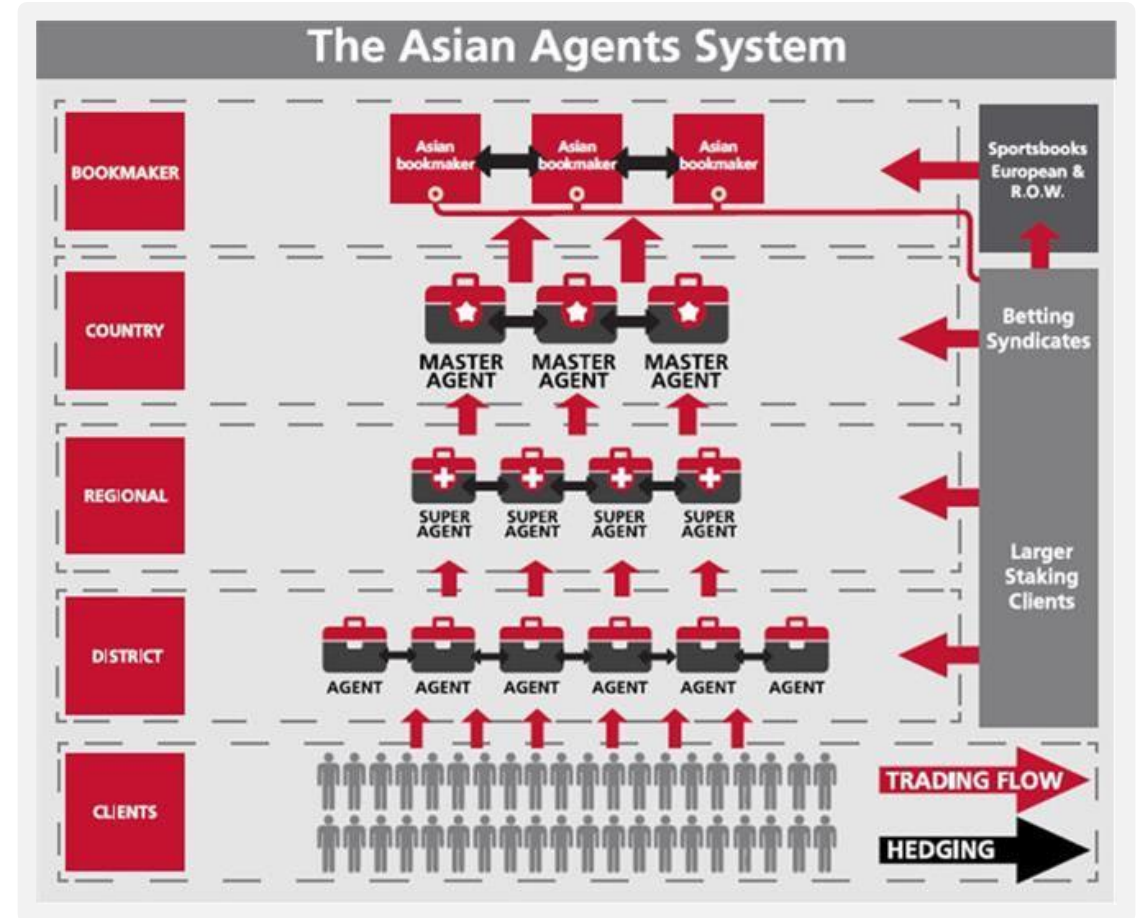 The Asian Agents System
BOOKMAKER
Asian
bookmaker
Asian
bookmaker
Asian
bookmaker
Sportsbooks
European &
R.O.W.
COUNTRY
MASTER
AGENT
MASTER
AGENT
MASTER
AGENT
Betting
Syndicates
REGIONAL
SUPER
AGENT
SUPER
AGENT
SUPER
AGENT
SUPER
AGENT
Larger
Staking
Clients
DISTRICT
AGENT
AGENT
AGENT
AGENT
AGENT
AGENT
CLIENTS
TRADING FLOW
HEDGING